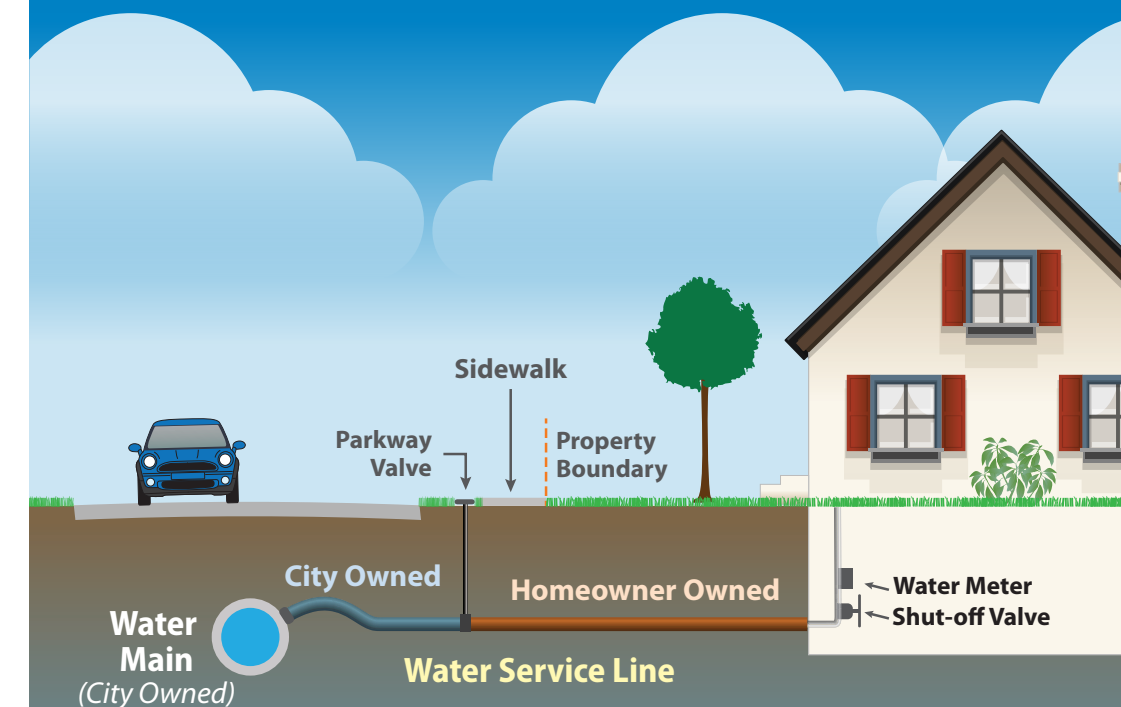 Sidewalk
Parkway
Valve
Property
Boundary
City Owned
Homeowner Owned
Water Meter
Shut-off Valve
Water
Main
(City Owned)
Water Service Line